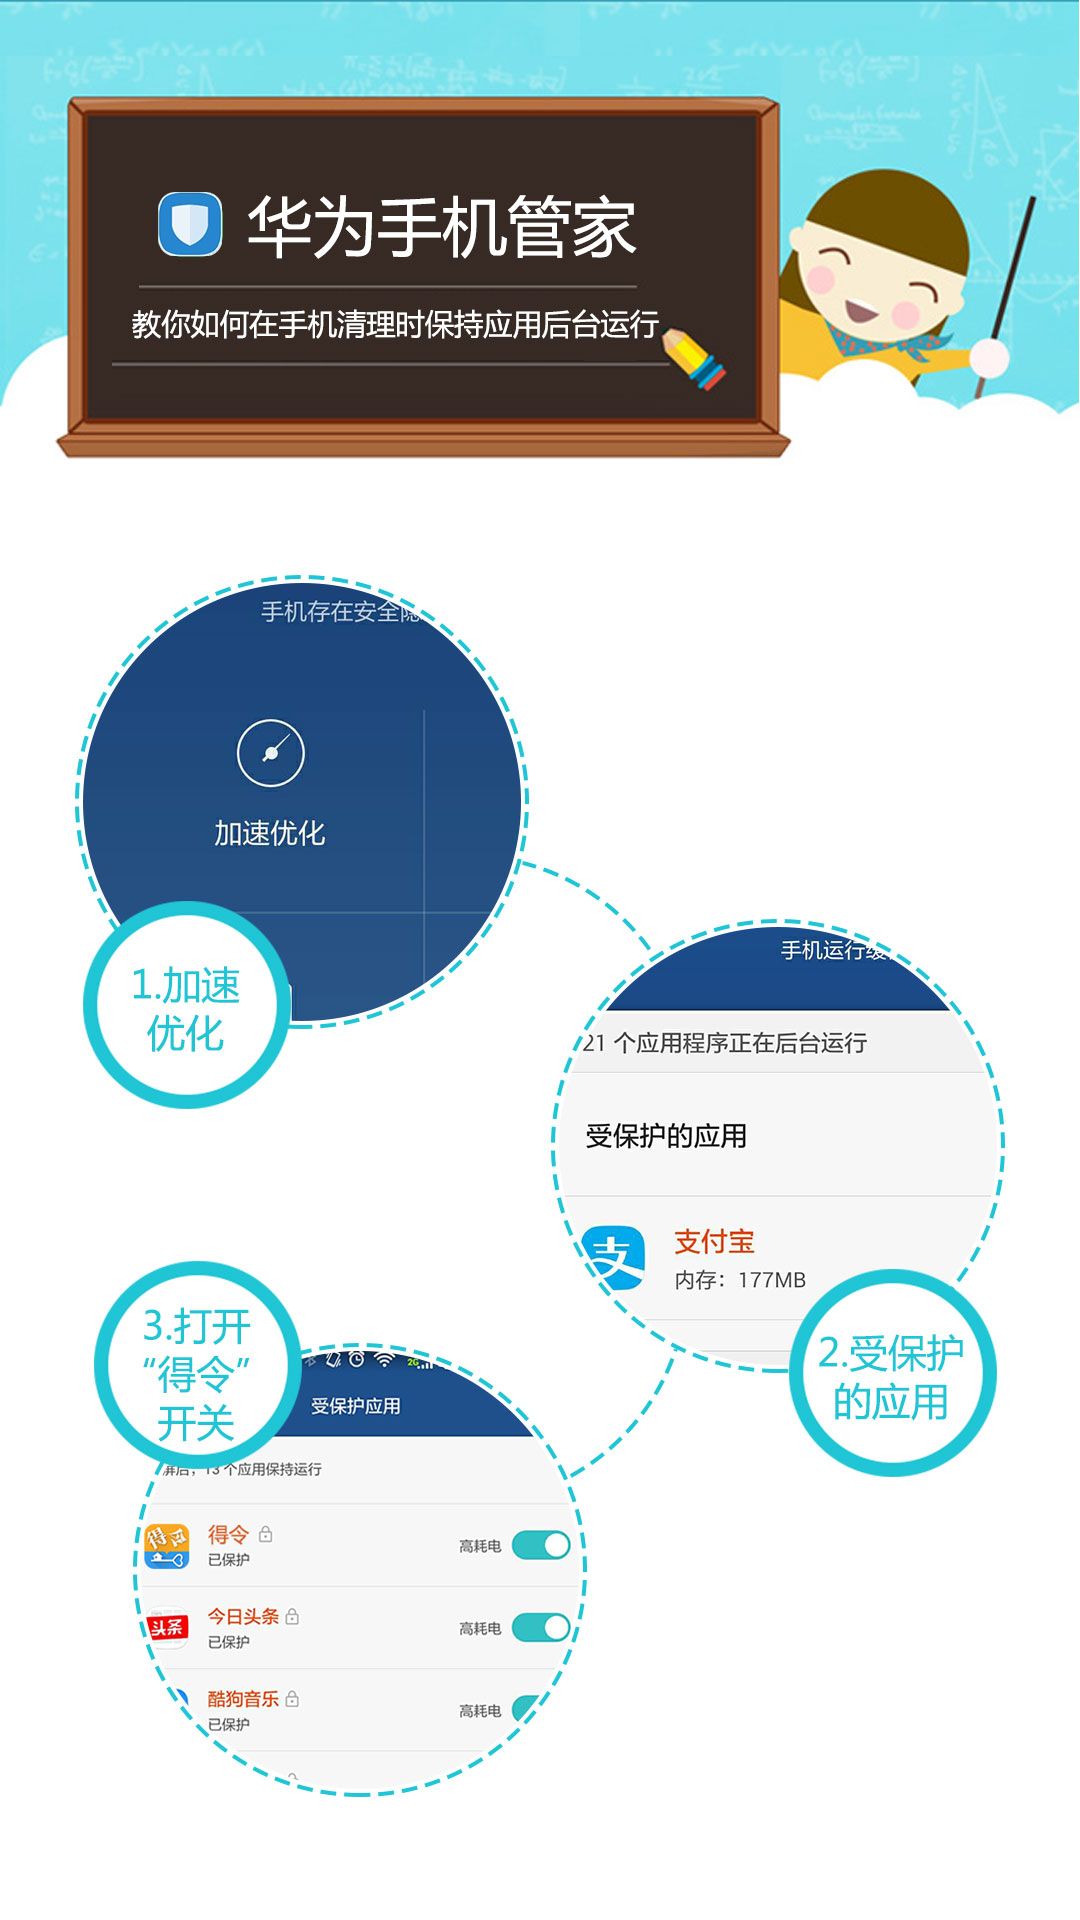 华为手机管家
教你如何在手机清理时保持应用后台运行
手机存在安全隐
加速优化
1.加速
优化
手机运行缓
21 个应用程序正在后台运行
受保护的应用
支付宝
内存：177MB
2.受保护
的应用
3.打开
“得令”
开关
2G
受保护应用
屏后，13 个应用保持运行
得令
已保护
高耗电
头条
今日头条
已保护
高耗电
酷狗音乐
已保护
高耗电